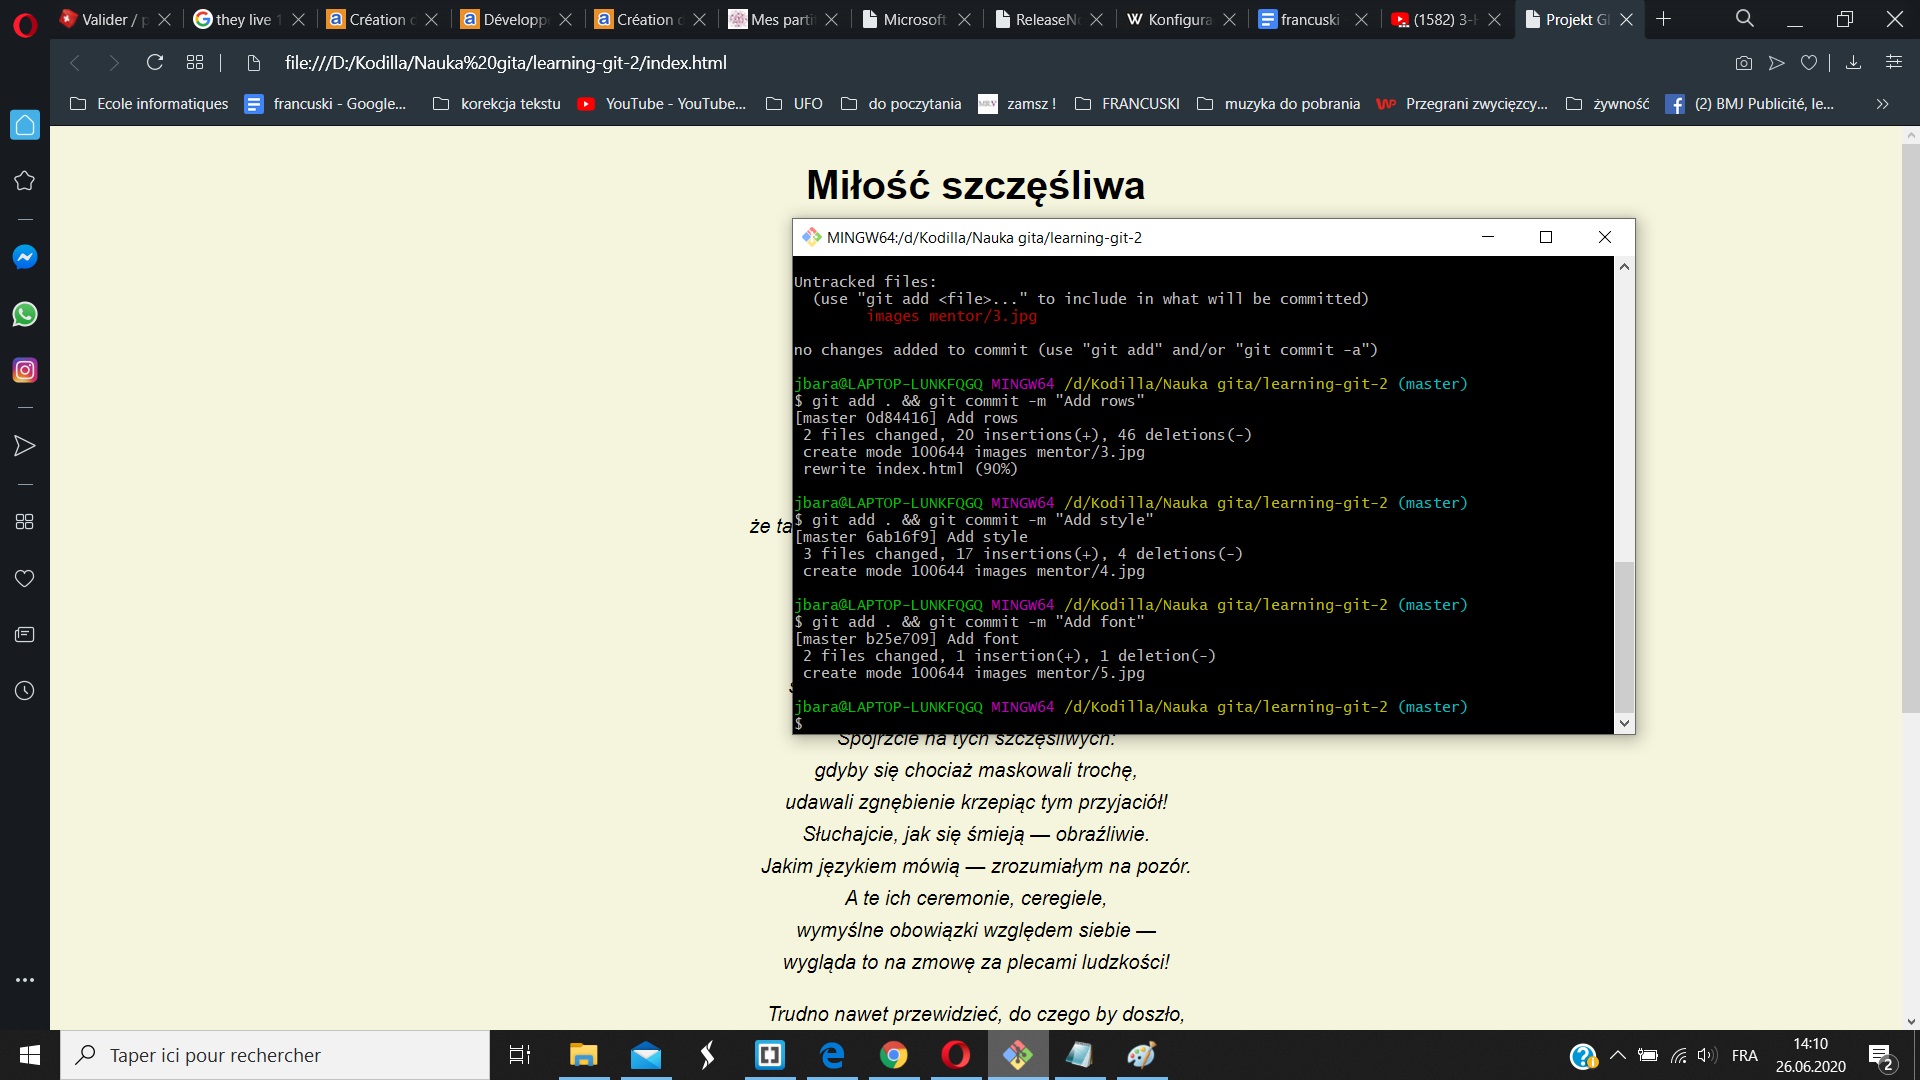 Valider / p
they live 1
Création d
Développ
Création d
Mes parti
Microsoft
ReleaseNo
Konfigura
francuski -
(1582) 3-H
Projekt GI
file:///D:/Kodilla/Nauka%20gita/learning-git-2/index.html
Ecole informatiques
francuski - Google...
korekcja tekstu
YouTube - YouTube...
UFO
do poczytania
zamsz !
FRANCUSKI
muzyka do pobrania
Przegrani zwycięzcy...
żywność
(2) BMJ Publicité, le...
Miłość szczęśliwa
MINGW64:/d/Kodilla/Nauka gita/learning-git-2
Untracked files:
(use "git add <file>..." to include in what will be committed)
images mentor/3.jpg
no changes added to commit (use "git add" and/or "git commit -a")
jbara@LAPTOP-LUNKFQGQ MINGW64 /d/Kodilla/Nauka gita/learning-git-2 (master)
$ git add . && git commit -m "Add rows"
[master 0d84416] Add rows
2 files changed, 20 insertions(+), 46 deletions(-)
create mode 100644 images mentor/3.jpg
rewrite index.html (90%)
jbara@LAPTOP-LUNKFQGQ MINGW64 /d/Kodilla/Nauka gita/learning-git-2 (master)
$ git add . && git commit -m "Add style"
[master 6ab16f9] Add style
3 files changed, 17 insertions(+), 4 deletions(-)
create mode 100644 images mentor/4.jpg
jbara@LAPTOP-LUNKFQGQ MINGW64 /d/Kodilla/Nauka gita/learning-git-2 (master)
$ git add . && git commit -m "Add font"
[master b25e709] Add font
2 files changed, 1 insertion(+), 1 deletion(-)
create mode 100644 images mentor/5.jpg
jbara@LAPTOP-LUNKFQGQ MINGW64 /d/Kodilla/Nauka gita/learning-git-2 (master)
$
że ta
Spójrzcie na tych szczęśliwych:
gdyby się chociaż maskowali trochę,
udawali zgnębienie krzepiąc tym przyjaciół!
Słuchajcie, jak się śmieją — obraźliwie.
Jakim językiem mówią — zrozumiałym na pozór.
A te ich ceremonie, ceregiele,
wymyślne obowiązki względem siebie —
wygląda to na zmowę za plecami ludzkości!
Trudno nawet przewidzieć, do czego by doszło,
Taper ici pour rechercher
FRA
14:10
26.06.2020
2